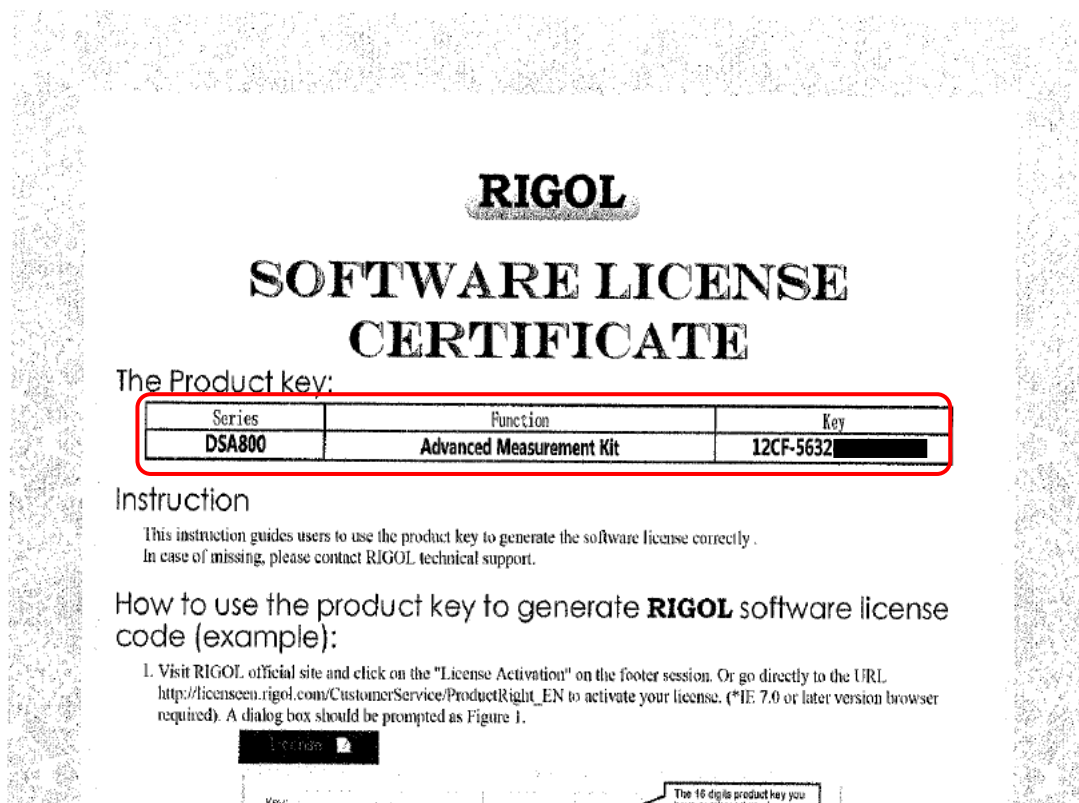 RIGOL
SOFTWARE LICENSE
CERTIFICATE
The Product key:
Series Function Key
DSA800 Advanced Measurement Kit 12CF-5632
Instruction
This instruction guides users to use the product key to generate the software license correctly .
In case of missing, please contact RIGOL technical support.
How to use the product key to generate RIGOL software license
code (example):
1. Visit RIGOL official site and click on the "License Activation" on the footer session. Or go directly to the URL
http://licenseen.rigol.com/CustomerService/ProductRight_EN to activate your license. (*IE 7.0 or later version browser
required). A dialog box should be prompted as Figure 1.
license
Key:
The 16 digits product key you